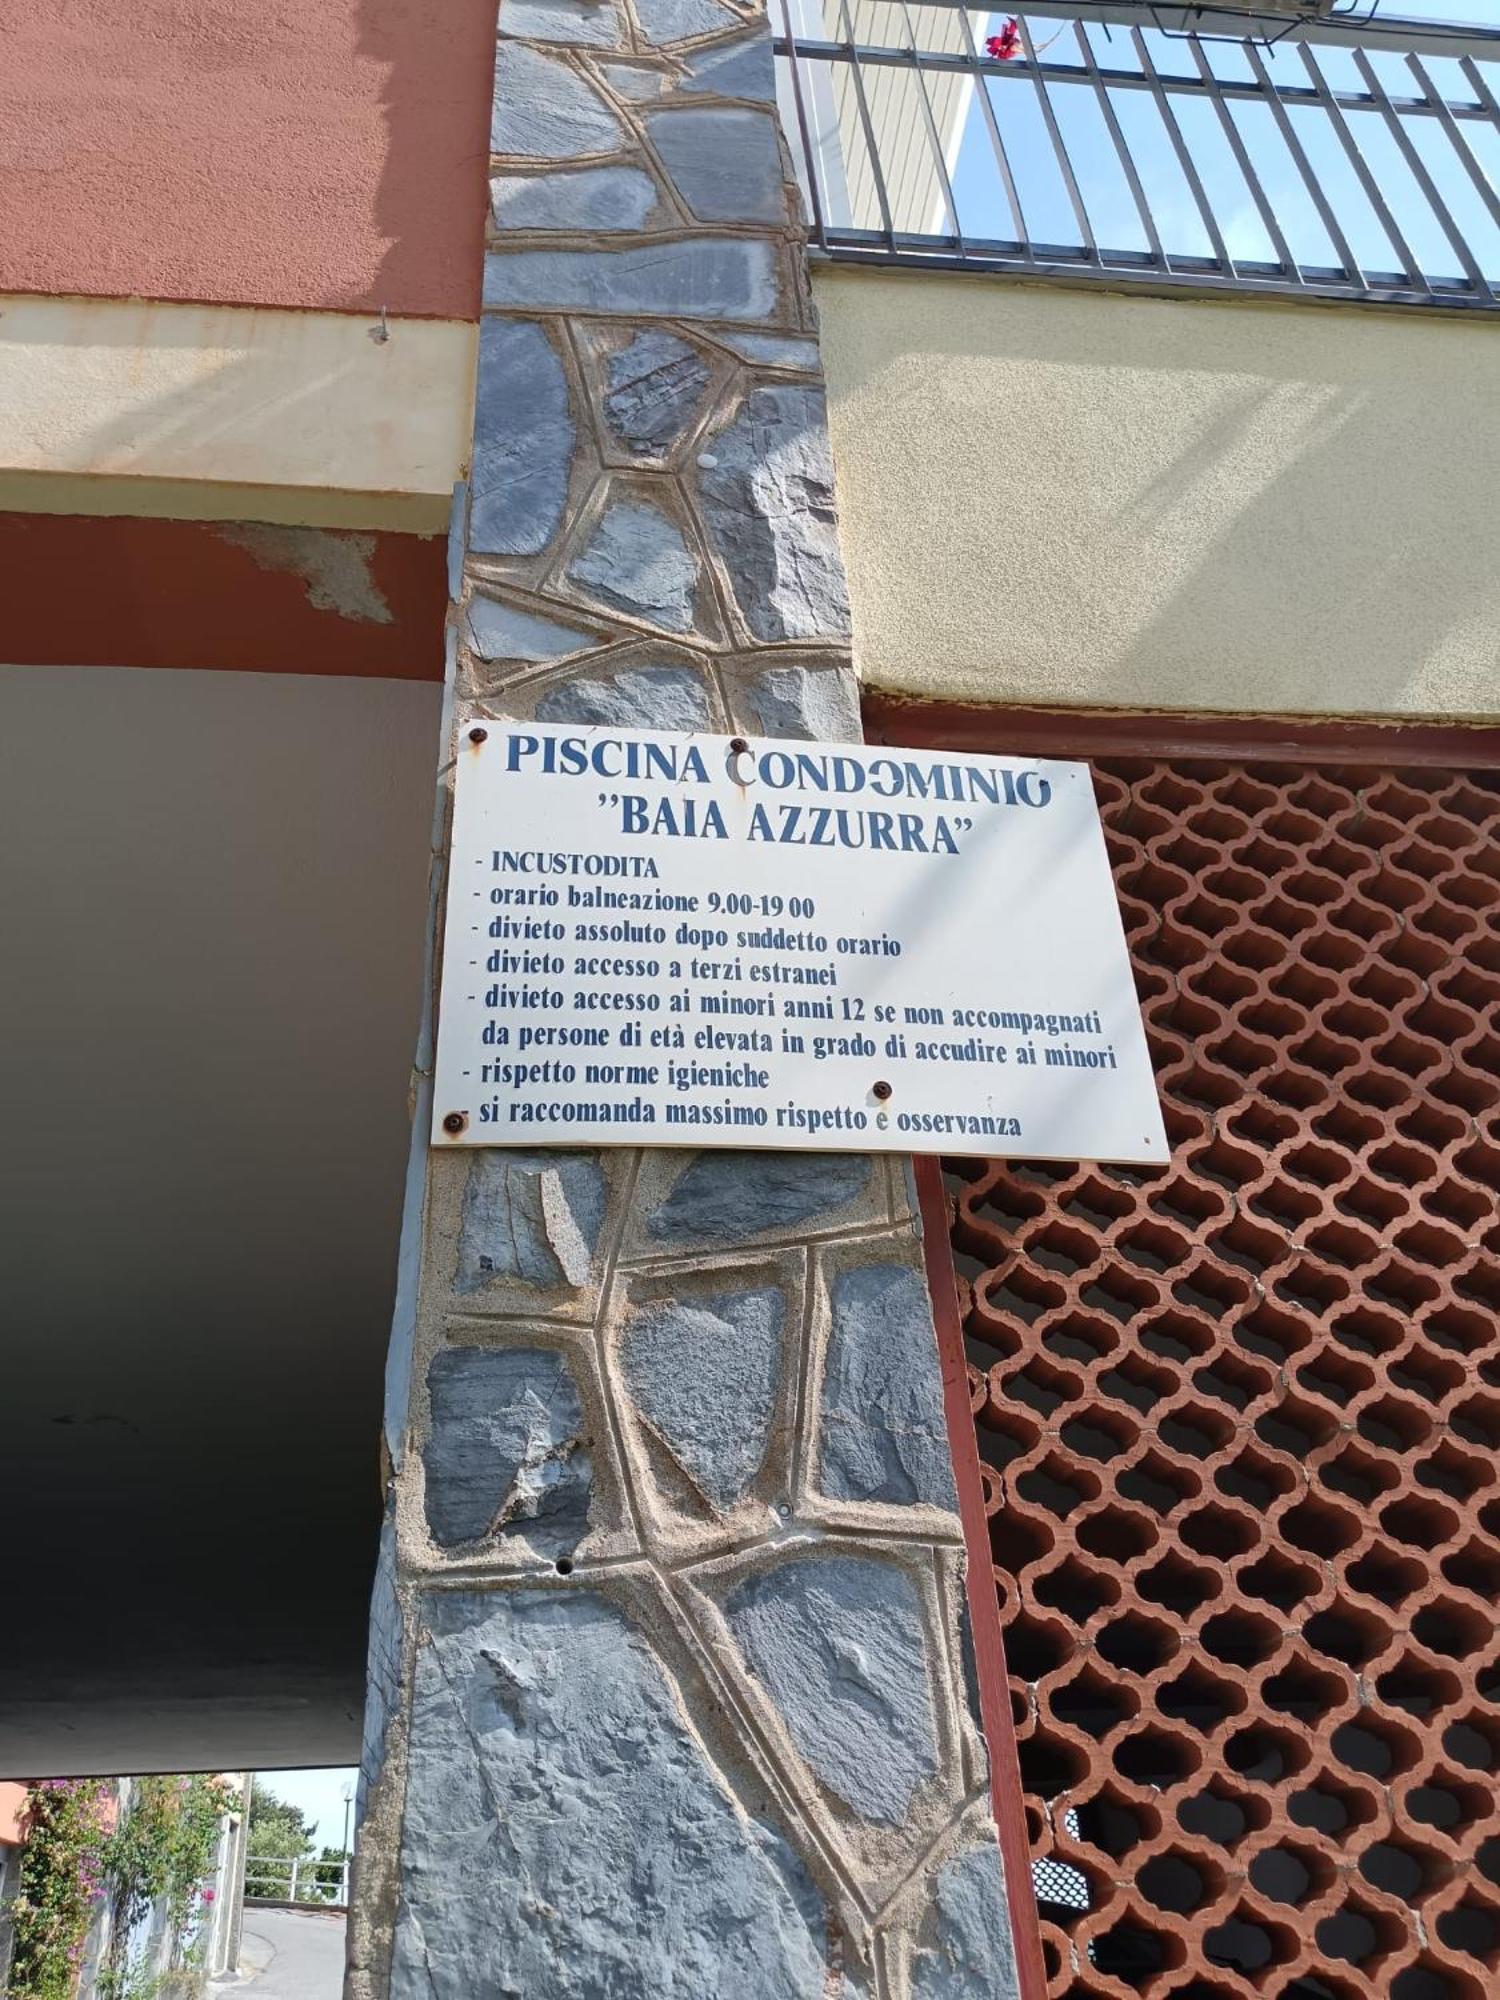 PISCINA CONDOMINIO
"BAIA AZZURRA"
- INCUSTODITA
- orario balneazione 9.00-19 00
- divieto assoluto dopo suddetto orario
- divieto accesso a terzi estranei
- divieto accesso ai minori anni 12 se non accompagnati
da persone di età elevata in grado di accudire ai minori
- rispetto norme igieniche
- si raccomanda massimo rispetto e osservanza